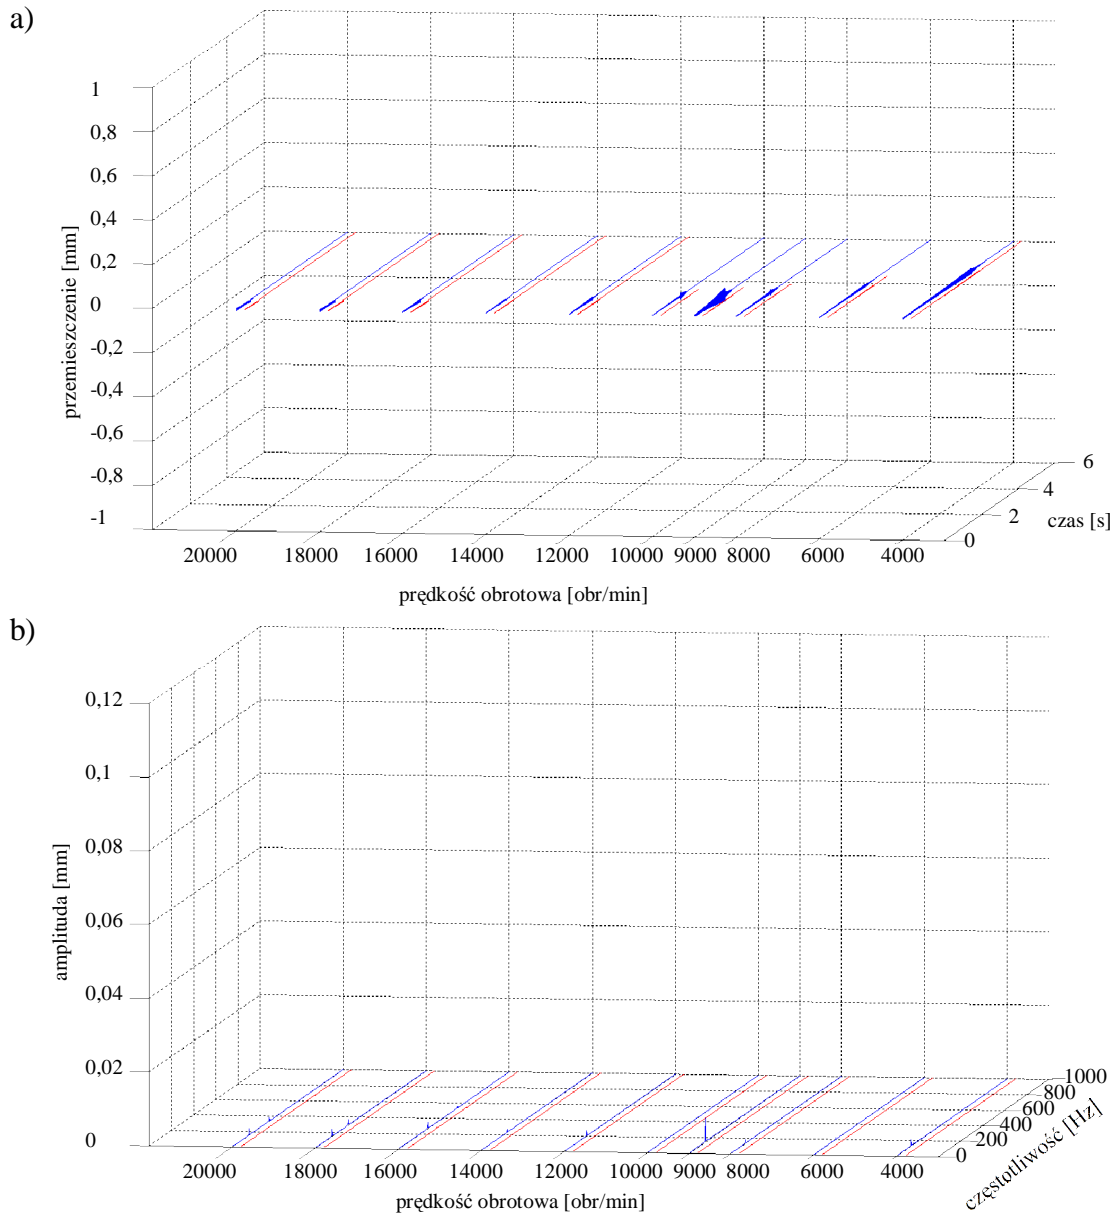 a)
1
0,8
0,6
0,4
0,2
0
-0,2
-0,4
-0,6
-0,8
-1
przemieszczenie [mm]
20000 18000 16000 14000 12000 10000 9000 8000 6000 4000
prędkość obrotowa [obr/min]
0
2
4
6
czas [s]
b)
0,12
0,1
0,08
0,06
0,04
0,02
0
amplituda [mm]
20000 18000 16000 14000 12000 10000 9000 8000 6000 4000
prędkość obrotowa [obr/min]
0
200
400
600
800
1000
częstotliwość [Hz]